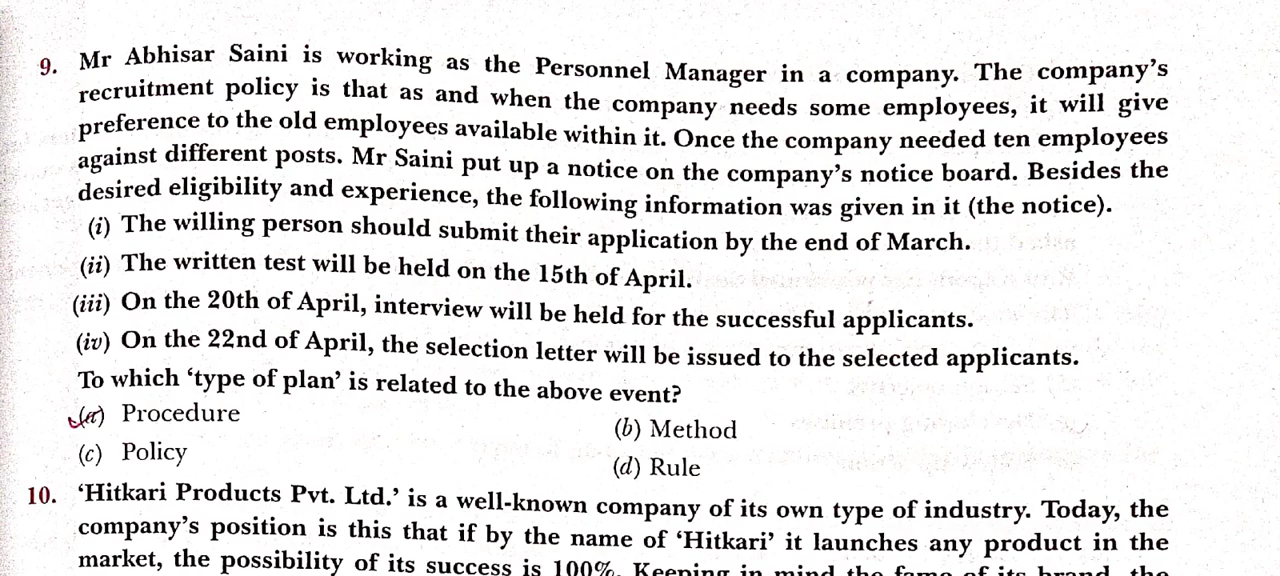 9. Mr Abhisar Saini is working as the Personnel Manager in a company. The company's
recruitment policy is that as and when the company needs some employees, it will give
preference to the old employees available within it. Once the company needed ten employees
against different posts. Mr Saini put up a notice on the company's notice board. Besides the
desired eligibility and experience, the following information was given in it (the notice).
(i) The willing person should submit their application by the end of March.
(ii) The written test will be held on the 15th of April.
(iii) On the 20th of April, interview will be held for the successful applicants.
(iv) On the 22nd of April, the selection letter will be issued to the selected applicants.
To which 'type of plan' is related to the above event?
(a) Procedure (b) Method
(c) Policy (d) Rule
10. 'Hitkari Products Pvt. Ltd.' is a well-known company of its own type of industry. Today, the
company's position is this that if by the name of 'Hitkari' it launches any product in the
market, the possibility of its success is 100%. Keeping in mind the fame of its brand, the